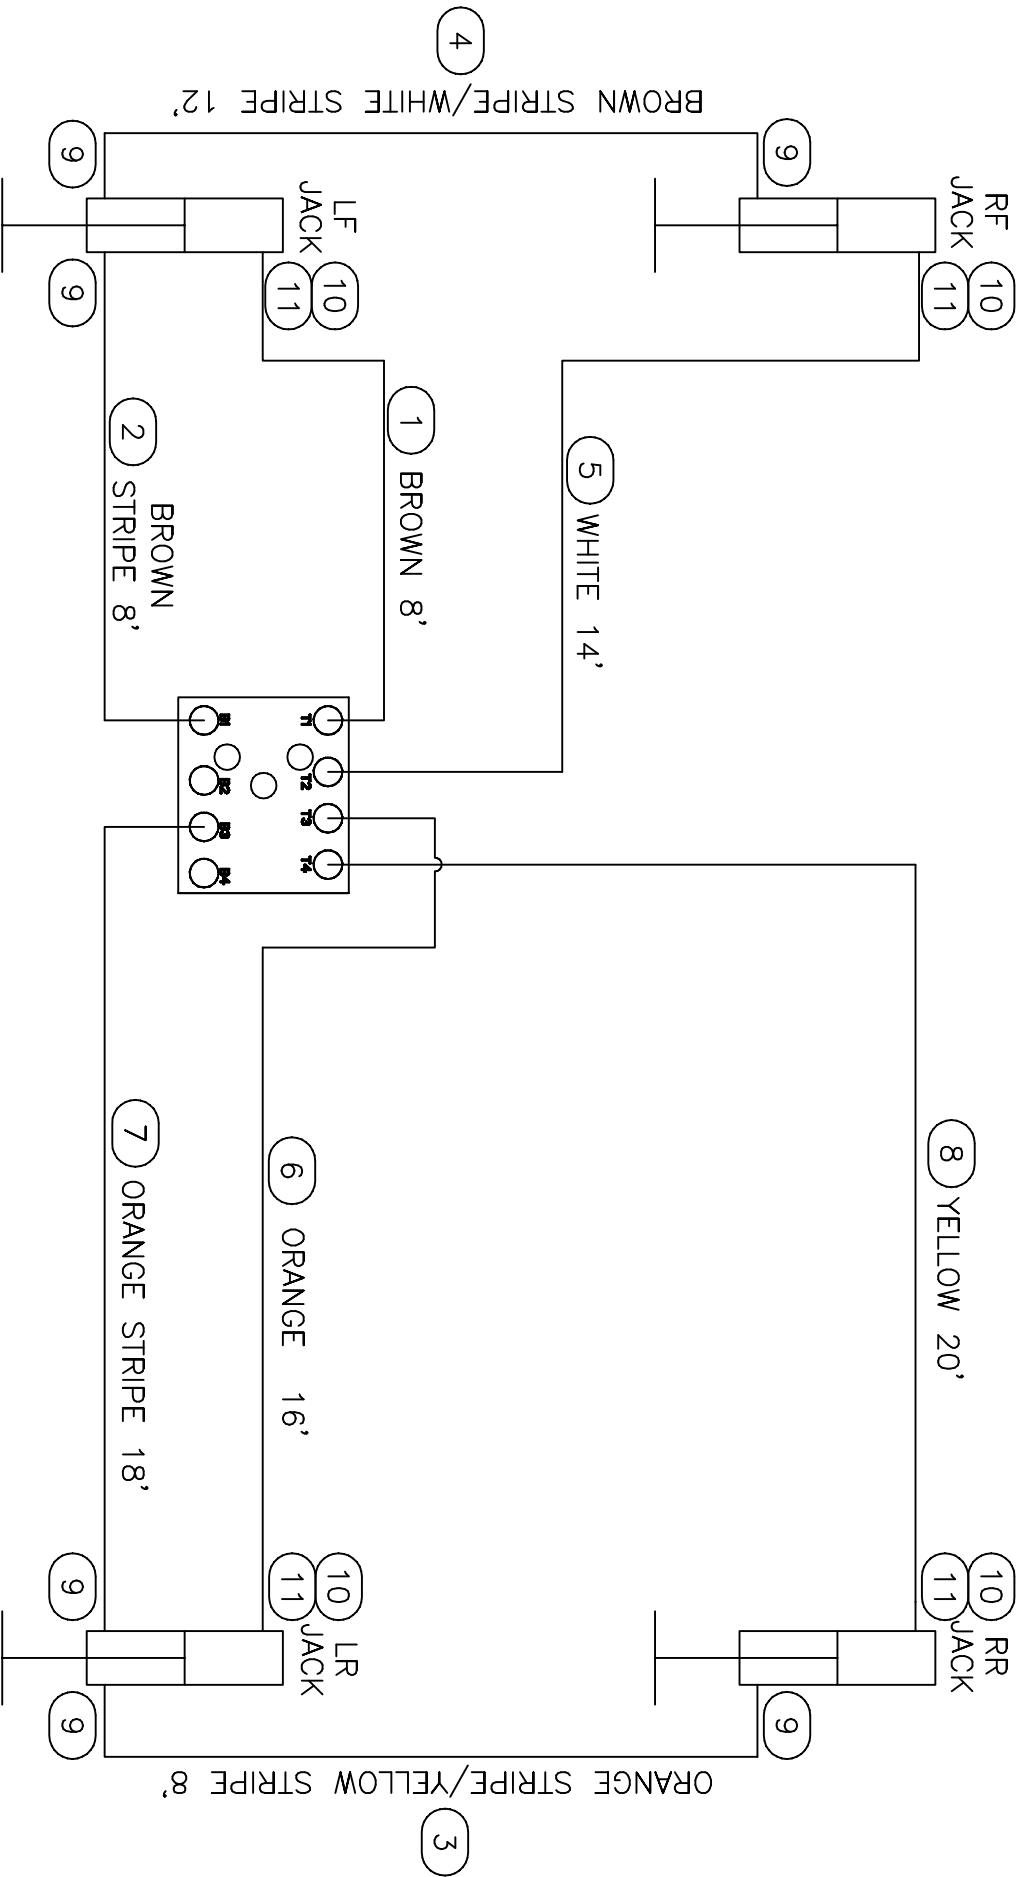 4
BROWN STRIPE/WHITE STRIPE 12'
9
9
LF
JACK
RF
JACK
9
10
11
10
11
1
BROWN 8'
2
BROWN
STRIPE 8'
5
WHITE 14'
T1
T2
T3
T4
B1
B2
B3
B4
8
YELLOW 20'
6
ORANGE 16'
7
ORANGE STRIPE 18'
9
10
11
LR
JACK
10
11
RR
JACK
9
9
ORANGE STRIPE/YELLOW STRIPE 8'
3